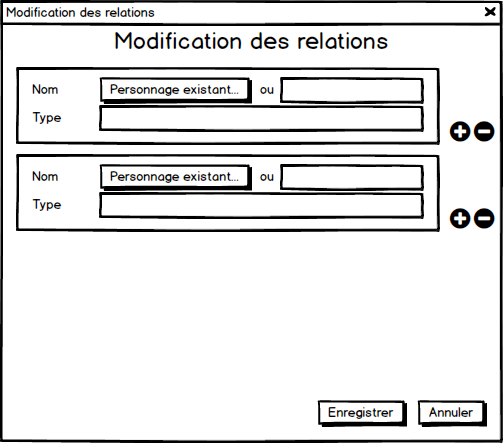 Modification des relations
Modification des relations
Nom Personnage existant... ou
Type
Nom Personnage existant... ou
Type
Enregistrer Annuler